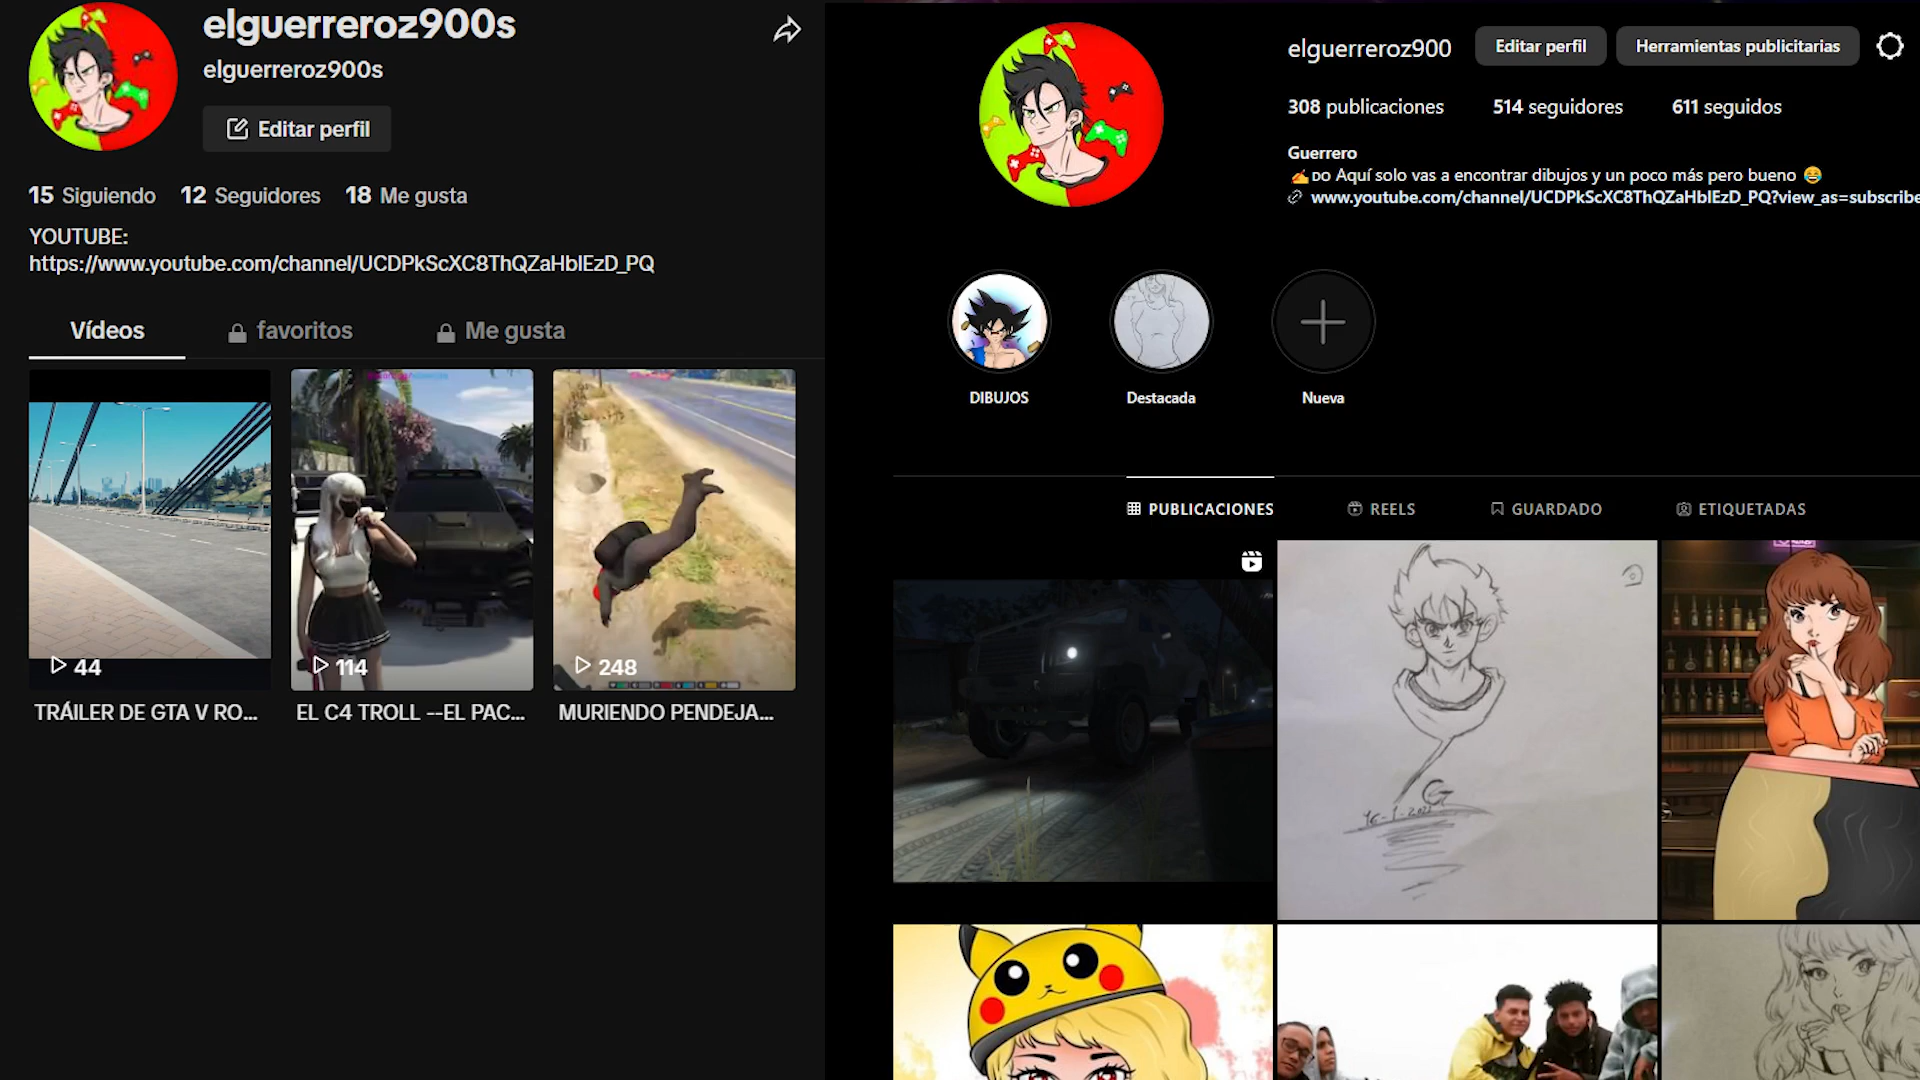 elguerreroz900s
elguerreroz900s
Editar perfil
15 Siguiendo 12 Seguidores 18 Me gusta
YOUTUBE:
https://www.youtube.com/channel/UCDPkScXC8ThQZaHbIEzD_PQ
Vídeos favoritos Me gusta
44
114
248
TRÁILER DE GTA V RO...
EL C4 TROLL --EL PAC...
MURIENDO PENDEJA...
elguerreroz900 Editar perfil Herramientas publicitarias
308 publicaciones 514 seguidores 611 seguidos
Guerrero
✍DO Aquí solo vas a encontrar dibujos y un poco más pero bueno 😂
www.youtube.com/channel/UCDPkScXC8ThQZaHbIEzD_PQ?view_as=subscribe
DIBUJOS
Destacada
Nueva
PUBLICACIONES REELS GUARDADO ETIQUETADAS